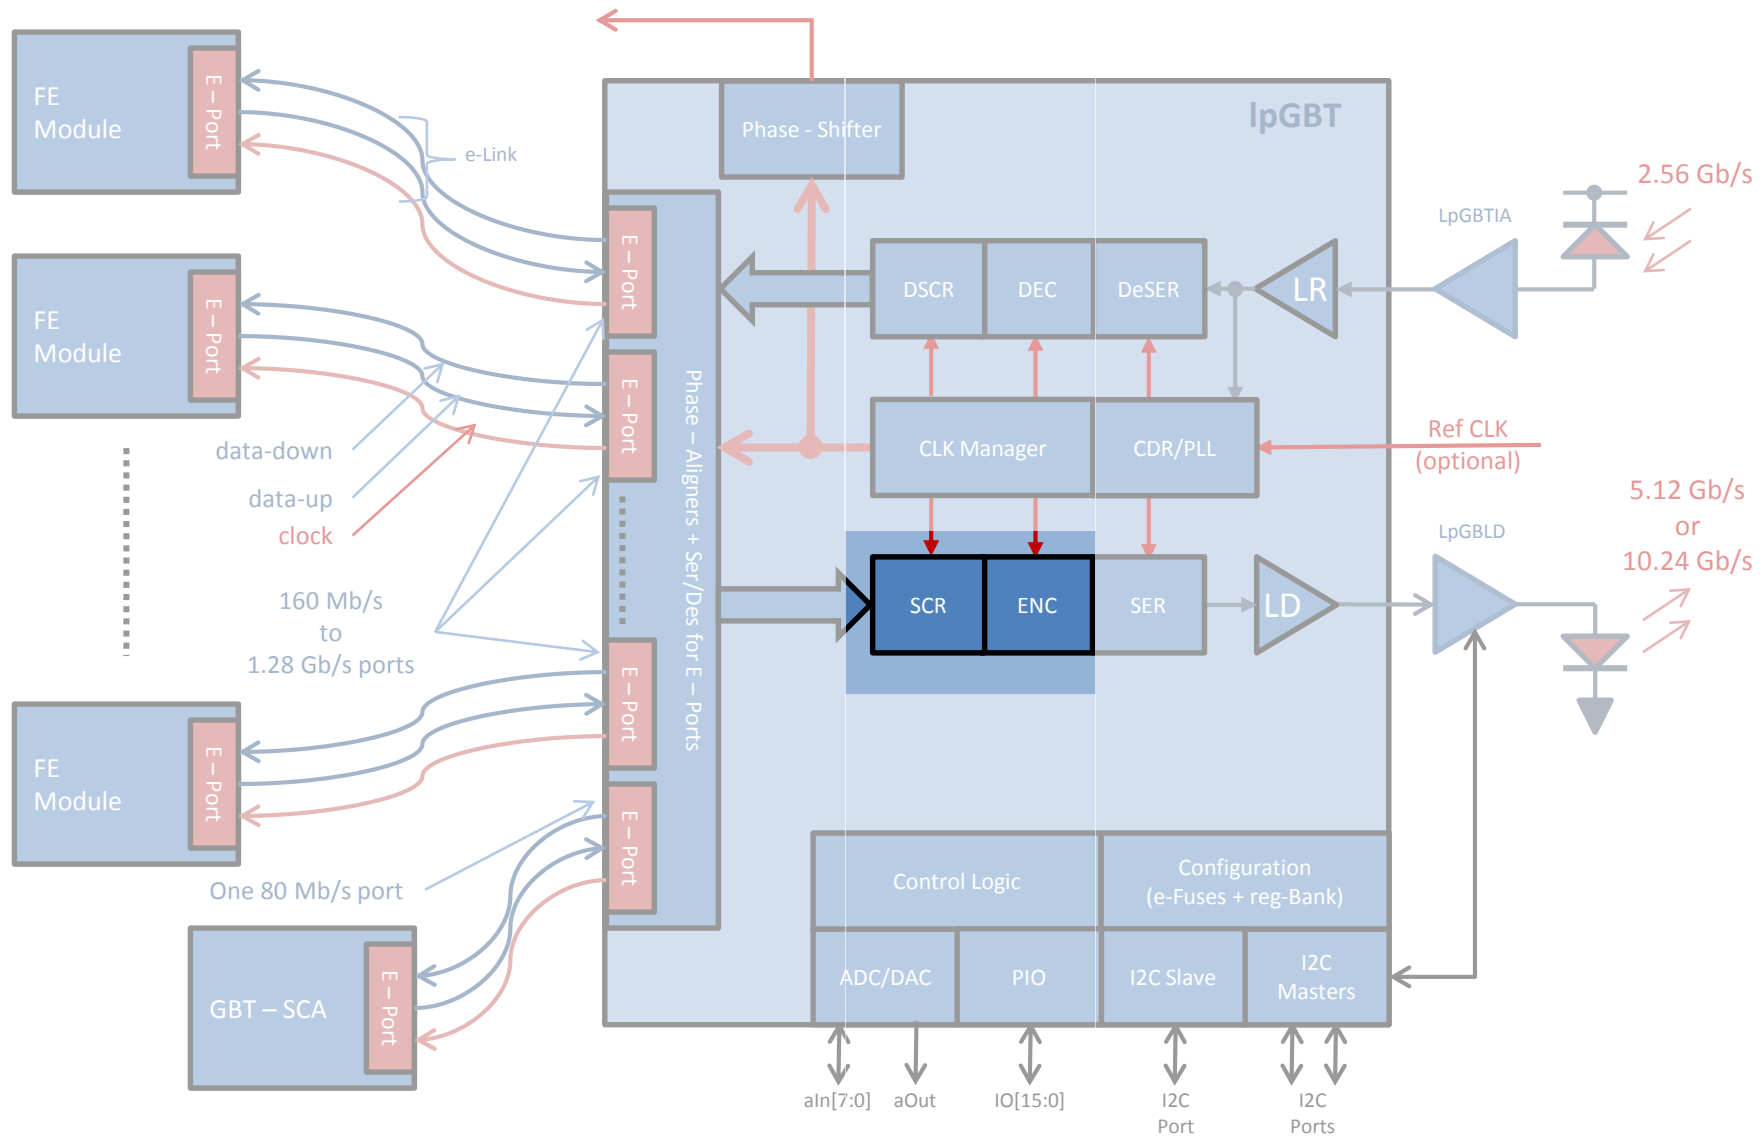 FE
Module
E – Port
e-Link
Phase - Shifter
lpGBT
2.56 Gb/s
LpGBTIA
E – Port
DSCR
DEC
DeSER
LR
FE
Module
E – Port
E – Port
Phase – Aligners + Ser/Des for E – Ports
CLK Manager
CDR/PLL
Ref CLK
(optional)
data-down
data-up
clock
5.12 Gb/s
or
10.24 Gb/s
LpGBLD
160 Mb/s
to
1.28 Gb/s ports
SCR
ENC
SER
LD
E – Port
FE
Module
E – Port
E – Port
One 80 Mb/s port
Control Logic
Configuration
(e-Fuses + reg-Bank)
GBT – SCA
E – Port
ADC/DAC
PIO
I2C Slave
I2C
Masters
aIn[7:0]
aOut
IO[15:0]
I2C
Port
I2C
Ports